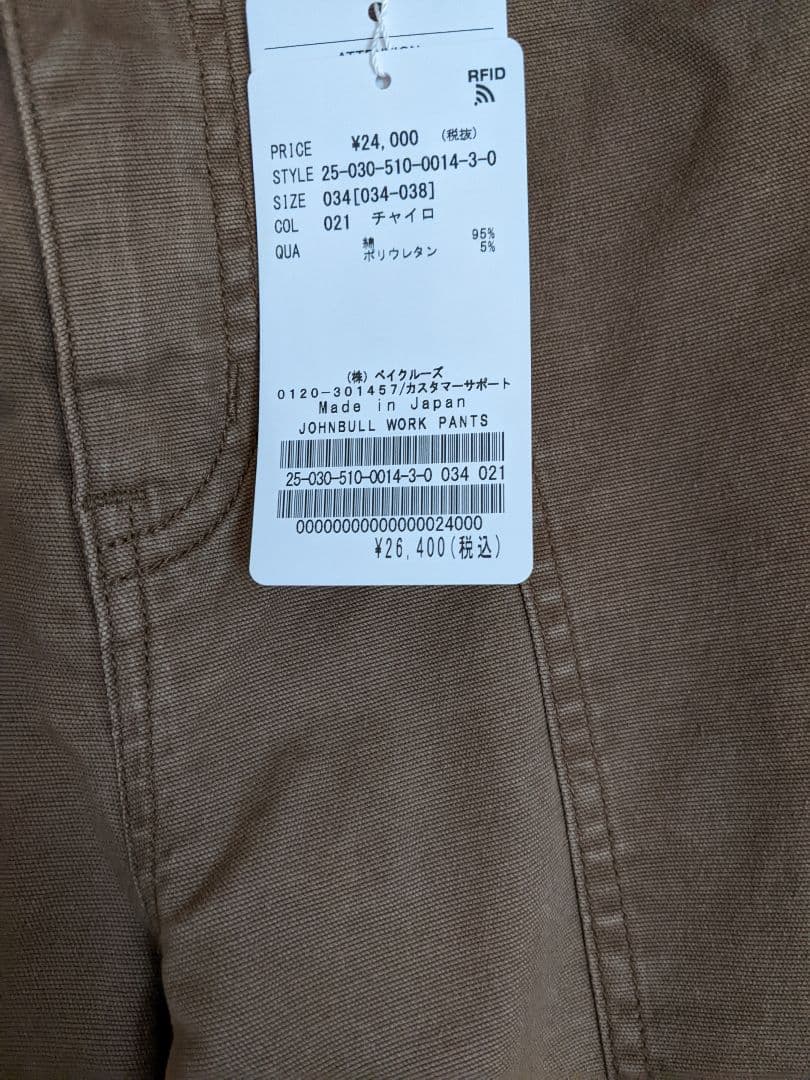 ATTENTION
RFID
PRICE ¥24,000 (税抜)
STYLE 25-030-510-0014-3-0
SIZE 034[034-038]
COL 021 チャイロ
QUA 綿 95%
ポリウレタン 5%
(株) ベイクルーズ
0120-301457/カスタマーサポート
Made in Japan
JOHNBULL WORK PANTS
25-030-510-0014-3-0 034 021
00000000000000024000
¥26,400(税込)